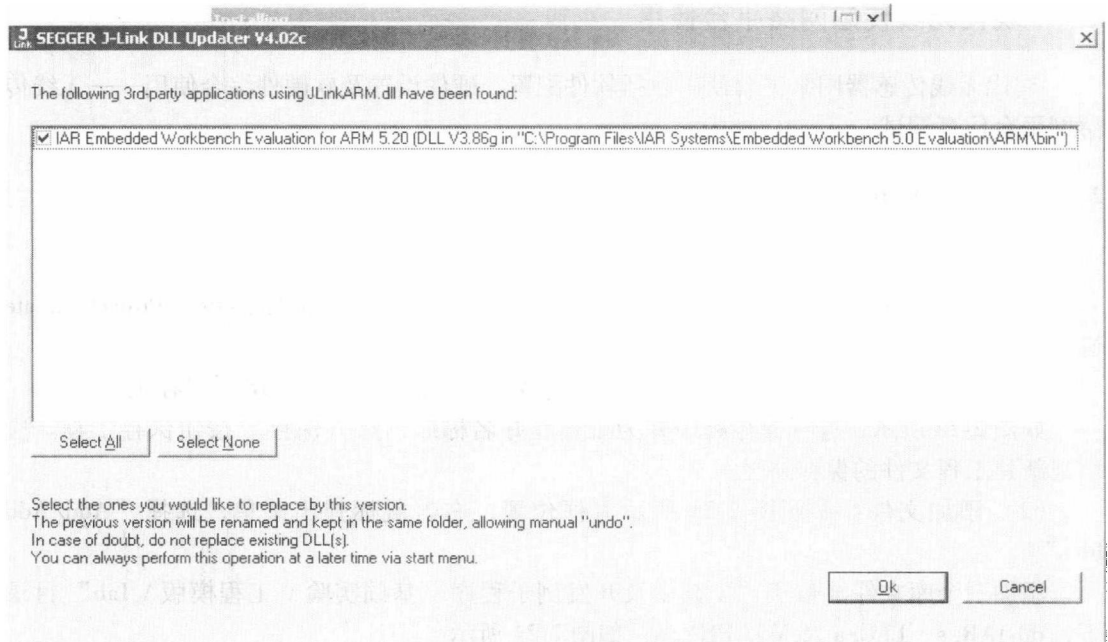 Installing
J Link SEGGER J-Link DLL Updater V4.02c
The following 3rd-party applications using JLinkARM.dll have been found:
IAR Embedded Workbench Evaluation for ARM 5.20 (DLL V3.86g in "C:\Program Files\IAR Systems\Embedded Workbench 5.0 Evaluation\ARM\bin")
Select All Select None
Select the ones you would like to replace by this version.
The previous version will be renamed and kept in the same folder, allowing manual "undo".
In case of doubt, do not replace existing DLL(s).
You can always perform this operation at a later time via start menu.
Ok Cancel